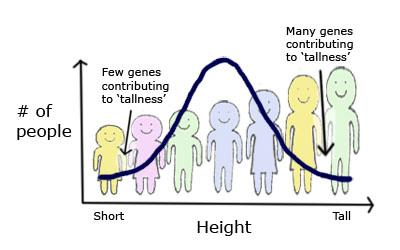 Many genes
contributing
to ‘tallness’
Few genes
contributing
to ‘tallness’
# of
people
Short
Height
Tall